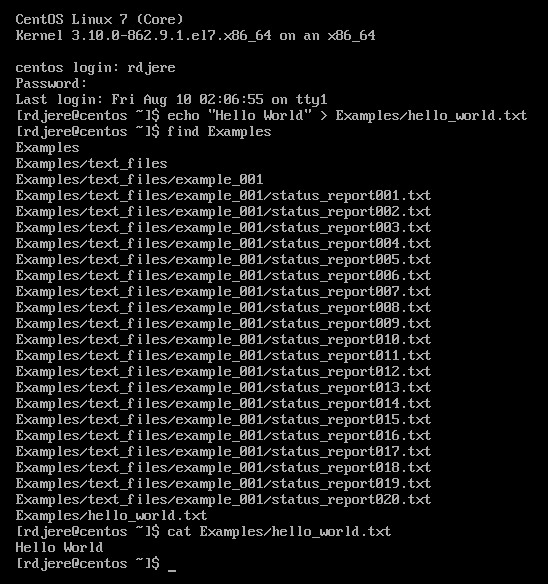 CentOS Linux 7 (Core)
Kernel 3.10.0-862.9.1.el7.x86_64 on an x86_64
centos login: rdjere
Password:
Last login: Fri Aug 10 02:06:55 on tty1
[rdjere@centos ~]$ echo "Hello World" > Examples/hello_world.txt
[rdjere@centos ~]$ find Examples
Examples
Examples/text_files
Examples/text_files/example_001
Examples/text_files/example_001/status_report001.txt
Examples/text_files/example_001/status_report002.txt
Examples/text_files/example_001/status_report003.txt
Examples/text_files/example_001/status_report004.txt
Examples/text_files/example_001/status_report005.txt
Examples/text_files/example_001/status_report006.txt
Examples/text_files/example_001/status_report007.txt
Examples/text_files/example_001/status_report008.txt
Examples/text_files/example_001/status_report009.txt
Examples/text_files/example_001/status_report010.txt
Examples/text_files/example_001/status_report011.txt
Examples/text_files/example_001/status_report012.txt
Examples/text_files/example_001/status_report013.txt
Examples/text_files/example_001/status_report014.txt
Examples/text_files/example_001/status_report015.txt
Examples/text_files/example_001/status_report016.txt
Examples/text_files/example_001/status_report017.txt
Examples/text_files/example_001/status_report018.txt
Examples/text_files/example_001/status_report019.txt
Examples/text_files/example_001/status_report020.txt
Examples/hello_world.txt
[rdjere@centos ~]$ cat Examples/hello_world.txt
Hello World
[rdjere@centos ~]$ _